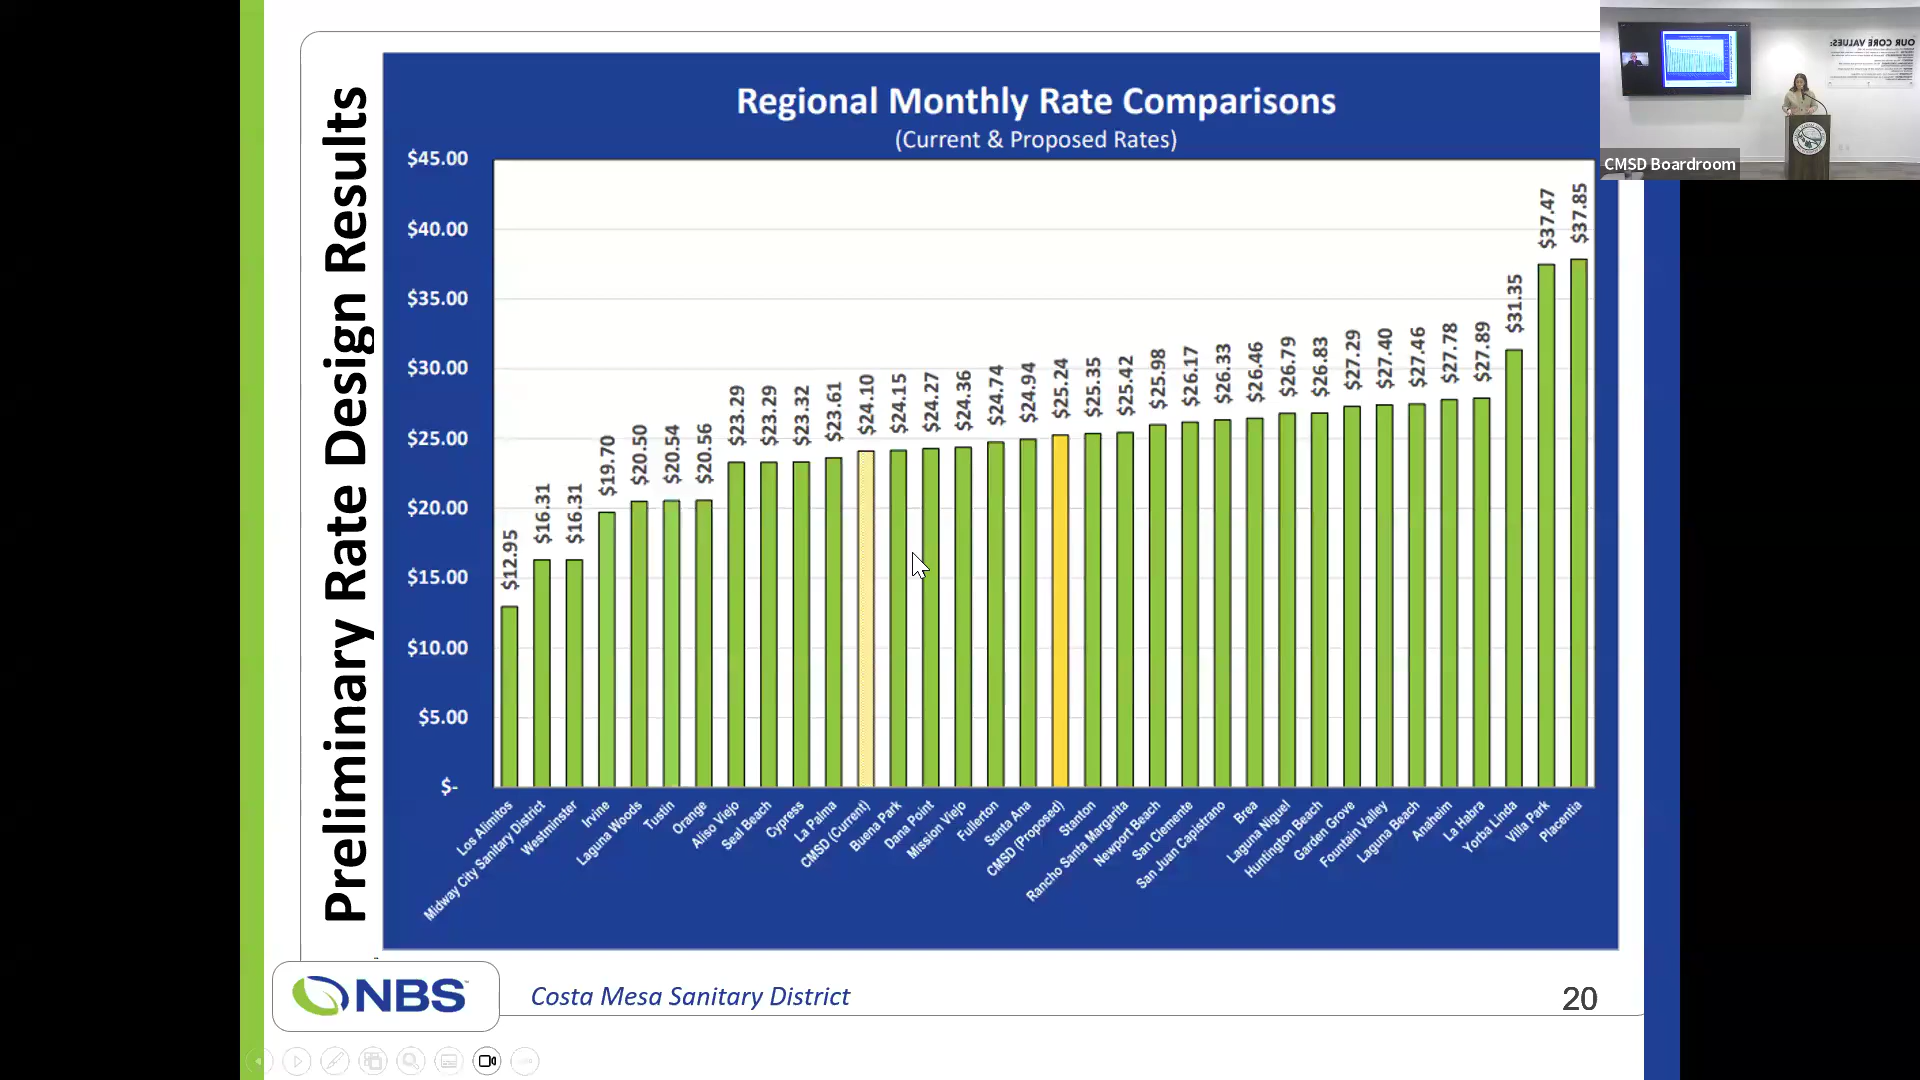 Preliminary Rate Design Results
Regional Monthly Rate Comparisons
(Current & Proposed Rates)
$45.00
$40.00
$35.00
$30.00
$25.00
$20.00
$15.00
$10.00
$5.00
$-
$12.95
$16.31
$16.31
$19.70
$20.50
$20.54
$20.56
$23.29
$23.29
$23.32
$23.61
$24.10
$24.15
$24.27
$24.36
$24.74
$24.94
$25.24
$25.35
$25.42
$25.98
$26.17
$26.33
$26.46
$26.79
$26.83
$27.29
$27.40
$27.46
$27.78
$27.89
$31.35
$37.47
$37.85
Los Alimitos
Midway City Sanitary District
Westminster
Irvine
Laguna Woods
Tustin
Orange
Aliso Viejo
Seal Beach
Cypress
La Palma
CMSD (Current)
Buena Park
Dana Point
Mission Viejo
Fullerton
Santa Ana
CMSD (Proposed)
Stanton
Rancho Santa Margarita
Newport Beach
San Clemente
San Juan Capistrano
Brea
Laguna Niguel
Huntington Beach
Garden Grove
Fountain Valley
Laguna Beach
Anaheim
La Habra
Yorba Linda
Villa Park
Placentia
NBS
Costa Mesa Sanitary District
20
OUR CORE VALUES:
CMSD Boardroom